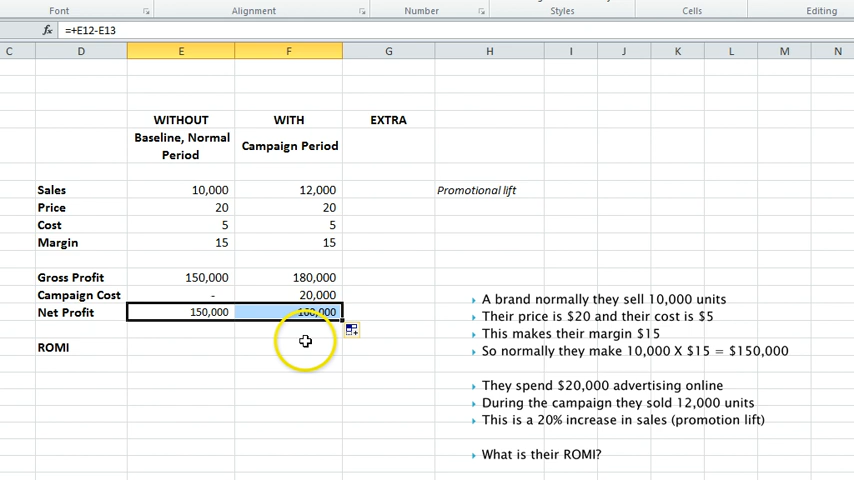 Font Alignment Number Styles Cells Editing
fx =+E12-E13
C D E F G H I J K L M N
WITHOUT WITH EXTRA
Baseline, Normal Period Campaign Period
Sales 10,000 12,000 Promotional lift
Price 20 20
Cost 5 5
Margin 15 15
Gross Profit 150,000 180,000
Campaign Cost - 20,000
Net Profit 150,000 160,000
ROMI
A brand normally they sell 10,000 units
Their price is $20 and their cost is $5
This makes their margin $15
So normally they make 10,000 X $15 = $150,000
They spend $20,000 advertising online
During the campaign they sold 12,000 units
This is a 20% increase in sales (promotion lift)
What is their ROMI?